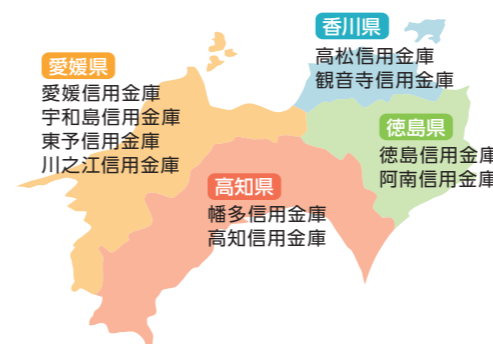 香川県
高松信用金庫
観音寺信用金庫
愛媛県
愛媛信用金庫
宇和島信用金庫
東予信用金庫
川之江信用金庫
徳島県
徳島信用金庫
阿南信用金庫
高知県
幡多信用金庫
高知信用金庫